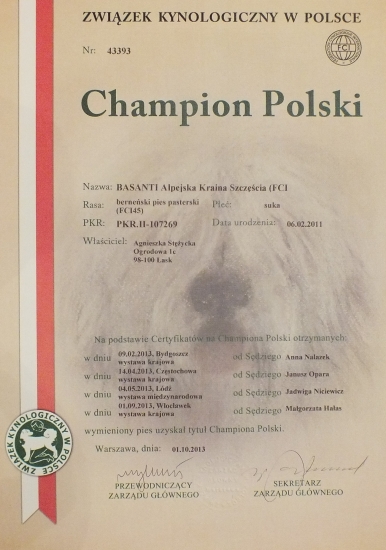 ZWIĄZEK KYNOLOGICZNY W POLSCE
Nr: 43393
FCI
Champion Polski
Nazwa: BASANTI Alpejska Kraina Szczęścia (FCI
Rasa: berneński pies pasterski (FCI45) Płeć: suka
PKR: PKR.II-107269 Data urodzenia: 06.02.2011
Właściciel: Agnieszka Stężycka
Ogrodowa 1c
98-100 Łask
Na podstawie Certyfikatów na Championa Polski otrzymanych:
w dniu 09.02.2013, Bydgoszcz wystawa krajowa od Sędziego Anna Nalazek
w dniu 14.04.2013, Częstochowa wystawa krajowa od Sędziego Janusz Opara
w dniu 04.05.2013, Łódź wystawa międzynarodowa od Sędziego Jadwiga Niciewicz
w dniu 01.09.2013, Włocławek wystawa krajowa od Sędziego Małgorzata Hałas
wymieniony pies uzyskał tytuł Championa Polski.
Warszawa, dnia: 01.10.2013
PRZEWODNICZĄCY SEKRETARZ
ZARZĄDU GŁÓWNEGO ZARZĄDU GŁÓWNEGO
ZWIĄZEK KYNOLOGICZNY W POLSCE